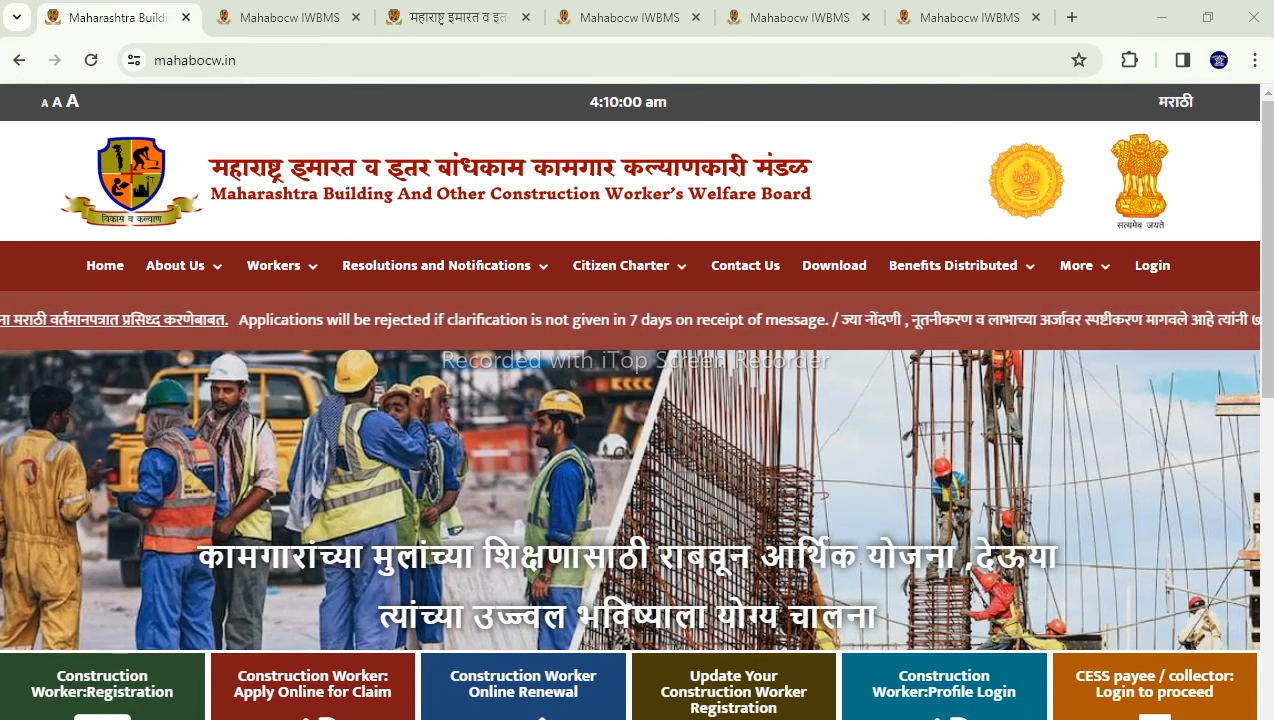 Maharashtra Buildi
Mahabocw IWBMS
महाराष्ट्र इमारत व इत
Mahabocw IWBMS
Mahabocw IWBMS
Mahabocw IWBMS
mahabocw.in
A A A
4:10:00 am
मराठी
महाराष्ट्र इमारत व इतर बांधकाम कामगार कल्याणकारी मंडळ
Maharashtra Building And Other Construction Worker's Welfare Board
विकास व कल्याण
सत्यमेव जयते
Home
About Us
Workers
Resolutions and Notifications
Citizen Charter
Contact Us
Download
Benefits Distributed
More
Login
ना मराठी वर्तमानपत्रात प्रसिध्द करणेबाबत. Applications will be rejected if clarification is not given in 7 days on receipt of message. / ज्या नोंदणी , नूतनीकरण व लाभाच्या अर्जावर स्पष्टीकरण मागवले आहे त्यांनी ७
Recorded with iTop Screen Recorder
कामगारांच्या मुलांच्या शिक्षणासाठी राबवून आर्थिक योजना ,देऊया
त्यांच्या उज्ज्वल भविष्याला योग्य चालना
Construction
Worker:Registration
Construction Worker:
Apply Online for Claim
Construction Worker
Online Renewal
Update Your
Construction Worker
Registration
Construction
Worker:Profile Login
CESS payee / collector:
Login to proceed